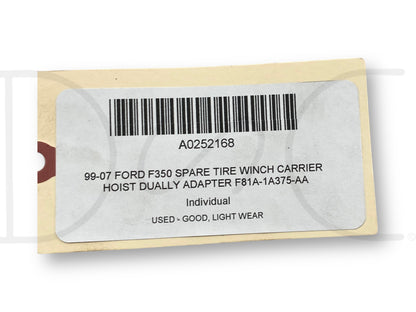 A0252168
99-07 FORD F350 SPARE TIRE WINCH CARRIER
HOIST DUALLY ADAPTER F81A-1A375-AA
Individual
USED - GOOD, LIGHT WEAR